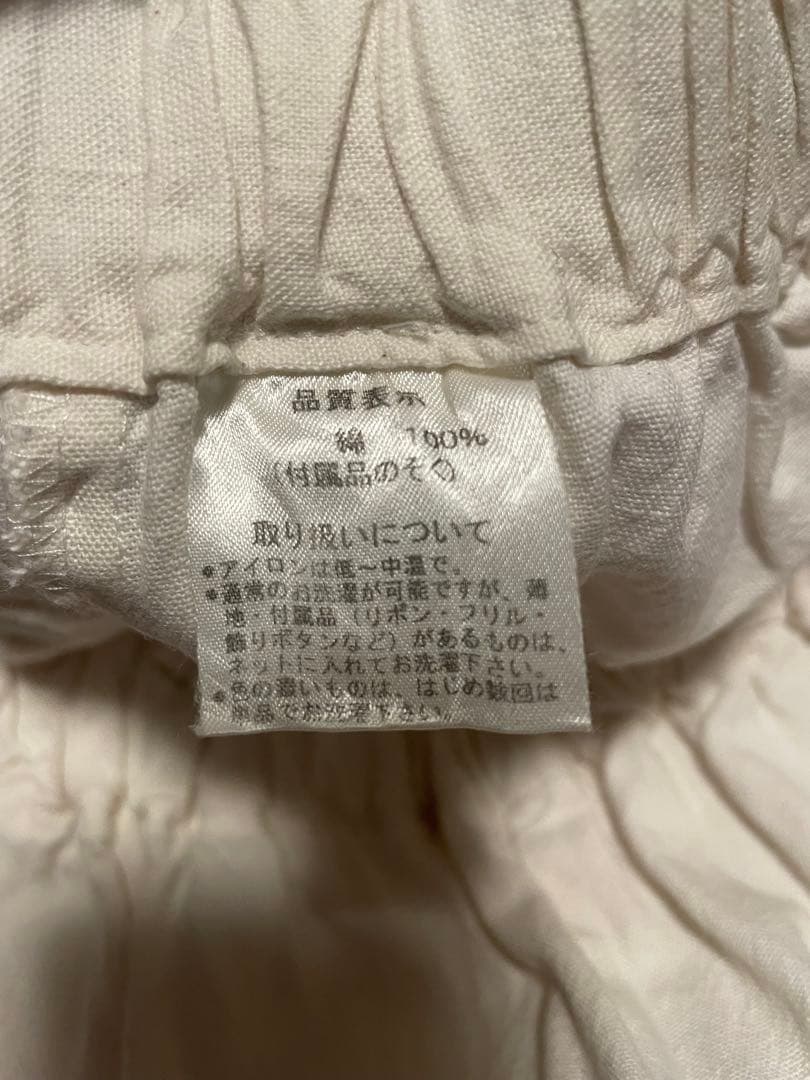 品質表示
綿 100%
(付属品のぞく)
取り扱いについて
●アイロンは低～中温で。
●通常のお洗濯が可能ですが、薄
地・付属品（リボン・フリル・
飾りボタンなど）があるものは、
ネットに入れてお洗濯下さい。
●色の濃いものは、はじめ数回は
単品でお洗濯下さい。